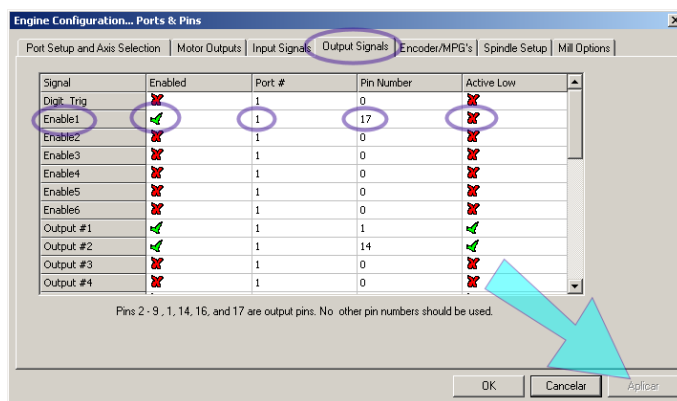 Engine Configuration... Ports & Pins
Port Setup and Axis Selection Motor Outputs Input Signals Output Signals Encoder/MPG's Spindle Setup Mill Options
Signal Enabled Port # Pin Number Active Low
Digit Trig 1 0
Enable1 1 17
Enable2 1 0
Enable3 1 0
Enable4 1 0
Enable5 1 0
Enable6 1 0
Output #1 1 1
Output #2 1 14
Output #3 1 0
Output #4 1 0
Pins 2 - 9 , 1, 14, 16, and 17 are output pins. No other pin numbers should be used.
OK Cancelar Aplicar